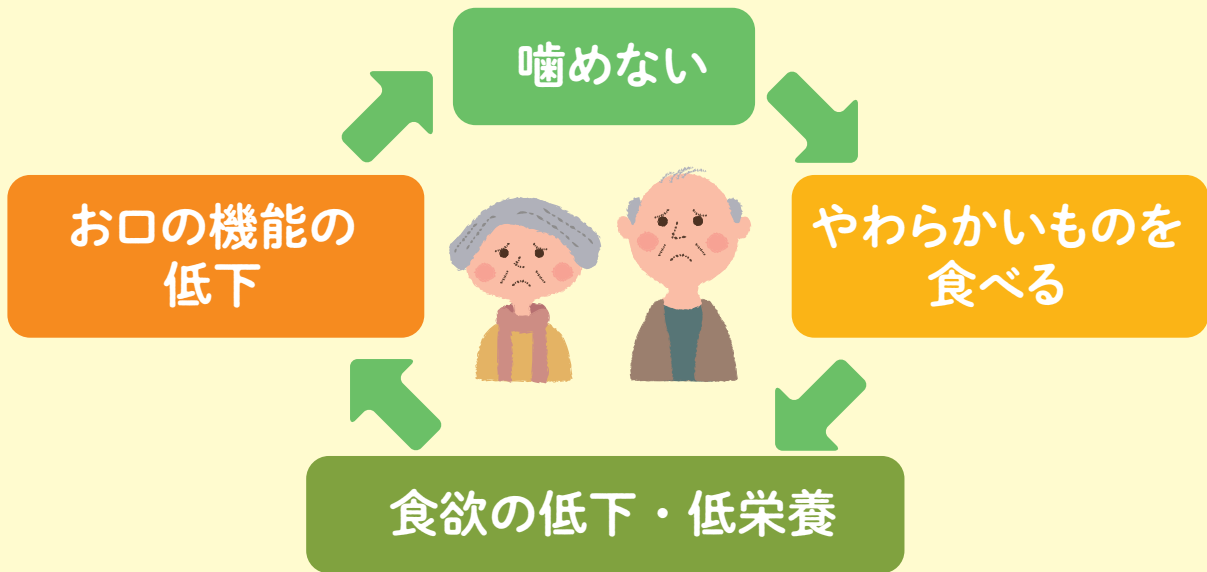 噛めない
お口の機能の
低下
やわらかいものを
食べる
食欲の低下・低栄養